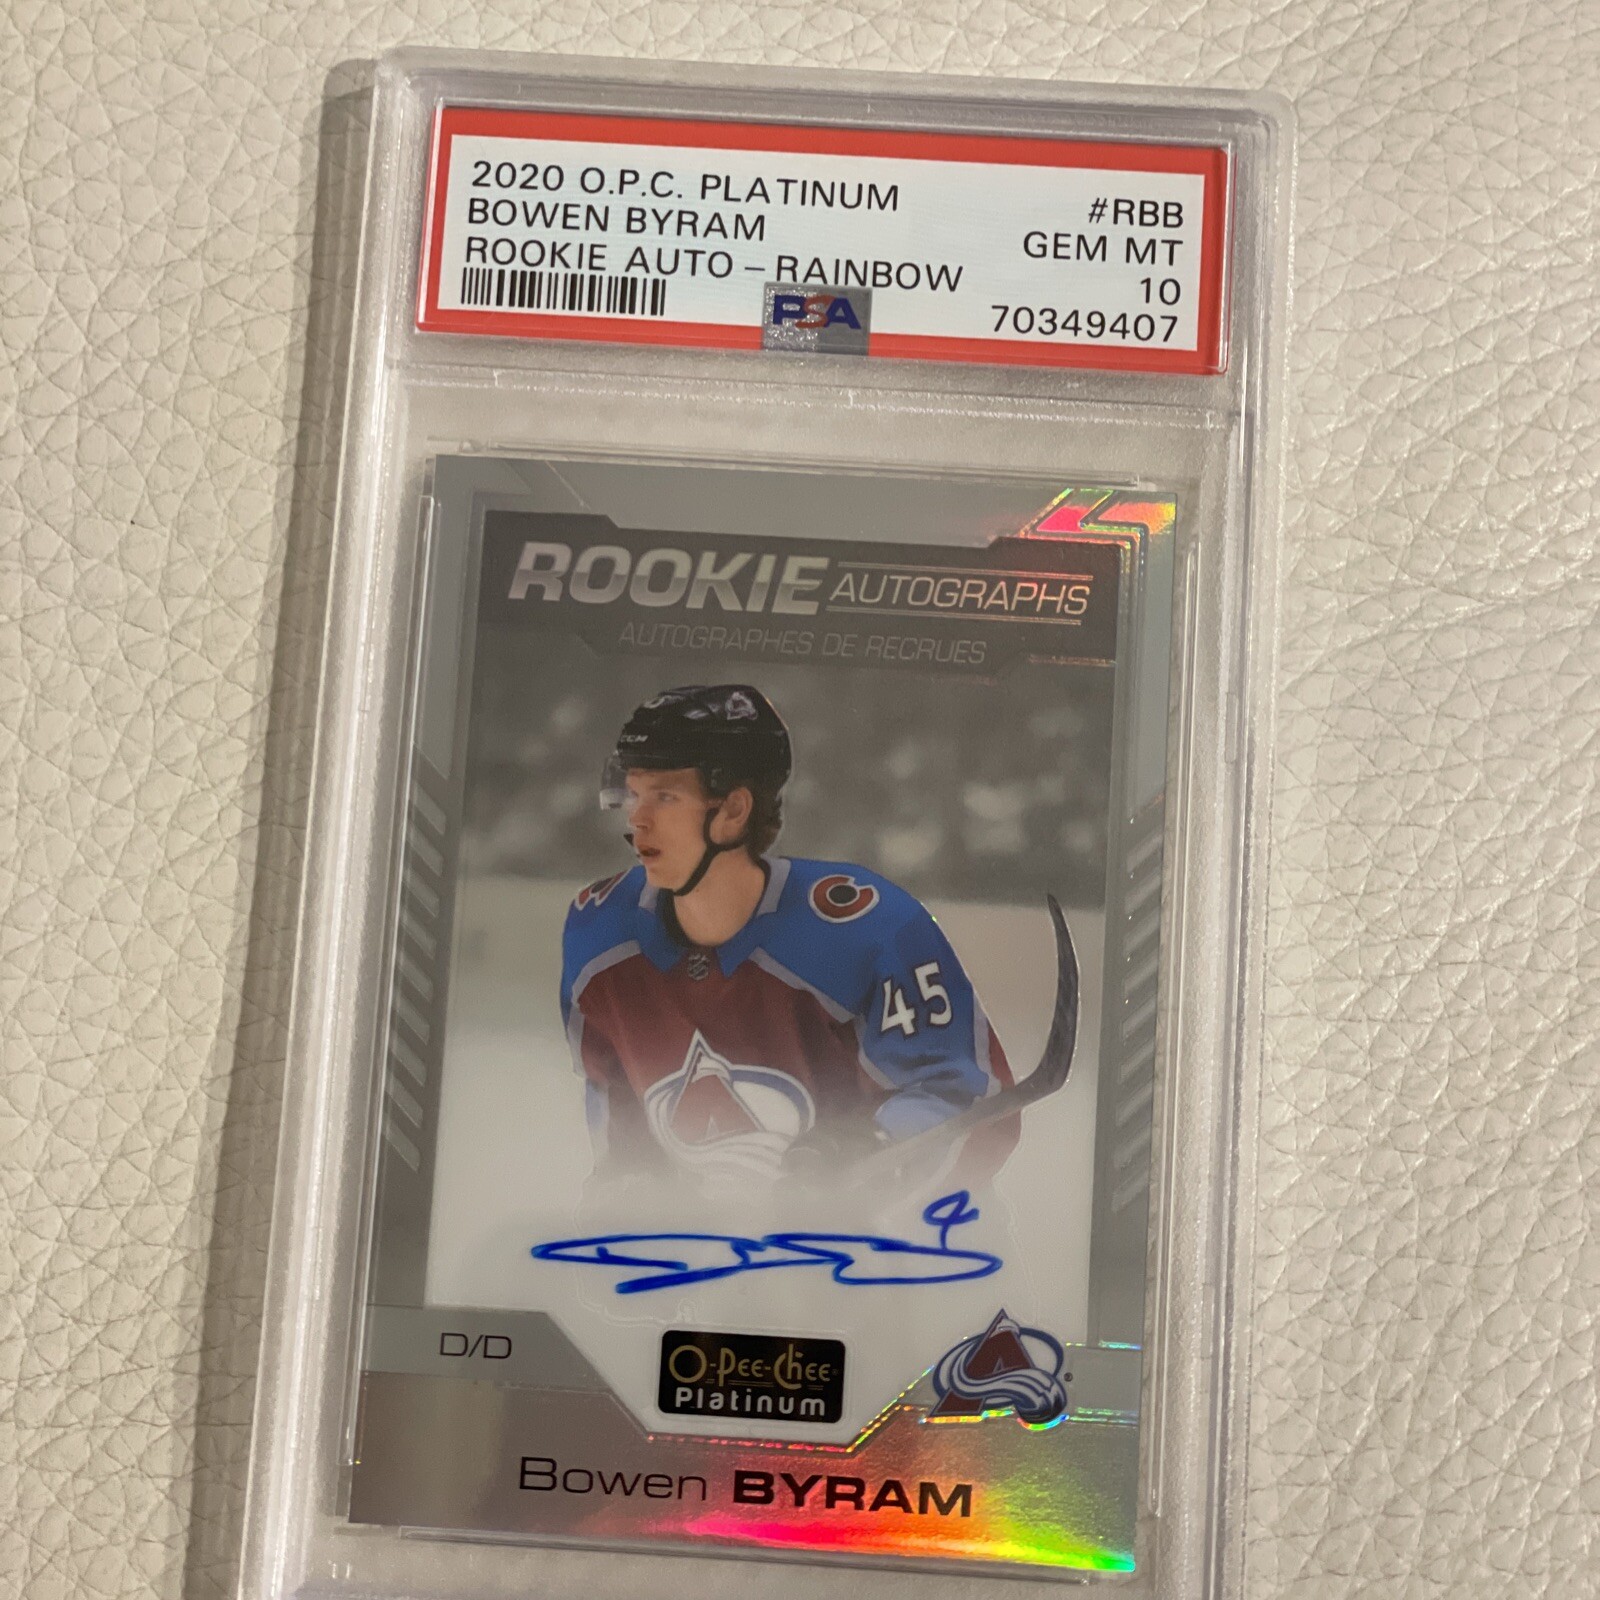 2020 O.P.C. PLATINUM #RBB
BOWEN BYRAM GEM MT
ROOKIE AUTO – RAINBOW 10
PSA 70349407
ROOKIE AUTOGRAPHS
AUTOGRAPHES DE RECRUES
CCM
45
D/D
O-Pee-Chee
Platinum
Bowen BYRAM